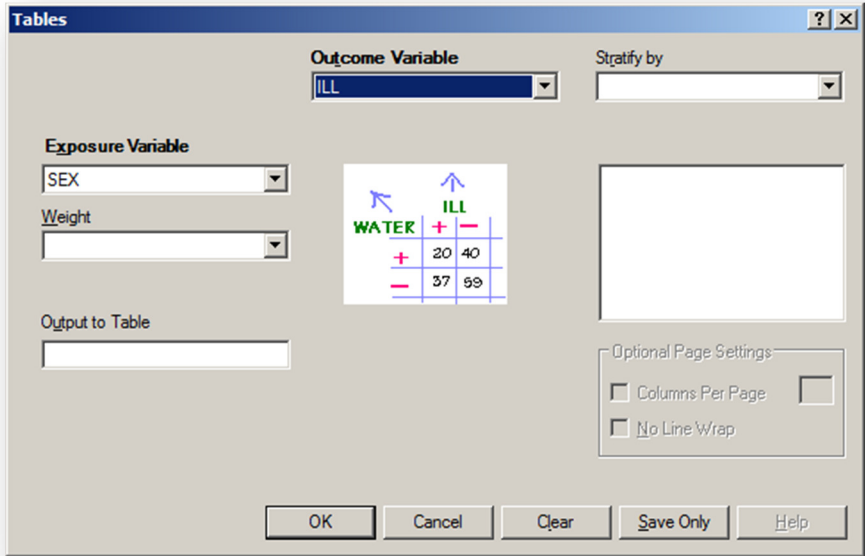 Tables
Outcome Variable
Stratify by
ILL
Exposure Variable
SEX
Weight
ILL
WATER + −
+ 20 40
− 37 59
Output to Table
Optional Page Settings
Columns Per Page
No Line Wrap
OK Cancel Clear Save Only Help